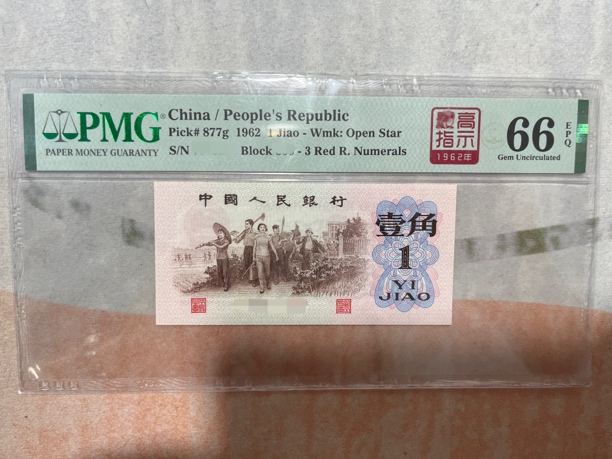 PMG
PAPER MONEY GUARANTY
China / People's Republic
Pick# 877g 1962 1 Jiao - Wmk: Open Star
S/N Block - 3 Red R. Numerals
高示
指
1962年
66
EPQ
Gem Uncirculated
中國人民銀行
壹角
1
YI
JIAO